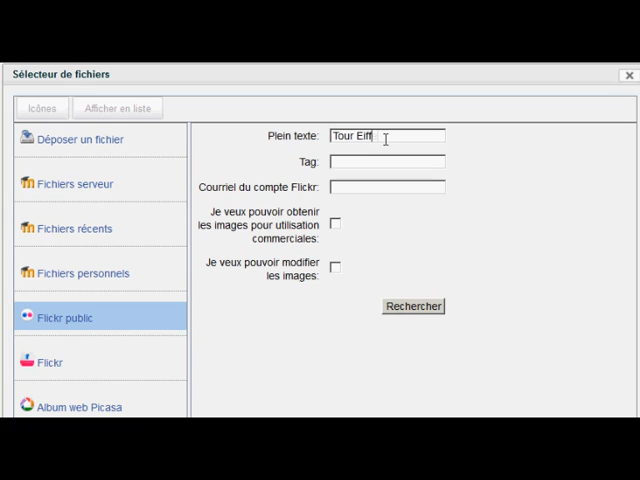 Sélecteur de fichiers
Icônes
Afficher en liste
Déposer un fichier
Fichiers serveur
Fichiers récents
Fichiers personnels
Flickr public
Flickr
Album web Picasa
Plein texte: Tour Eiff
Tag:
Courriel du compte Flickr:
Je veux pouvoir obtenir
les images pour utilisation
commerciales:
Je veux pouvoir modifier
les images:
Rechercher